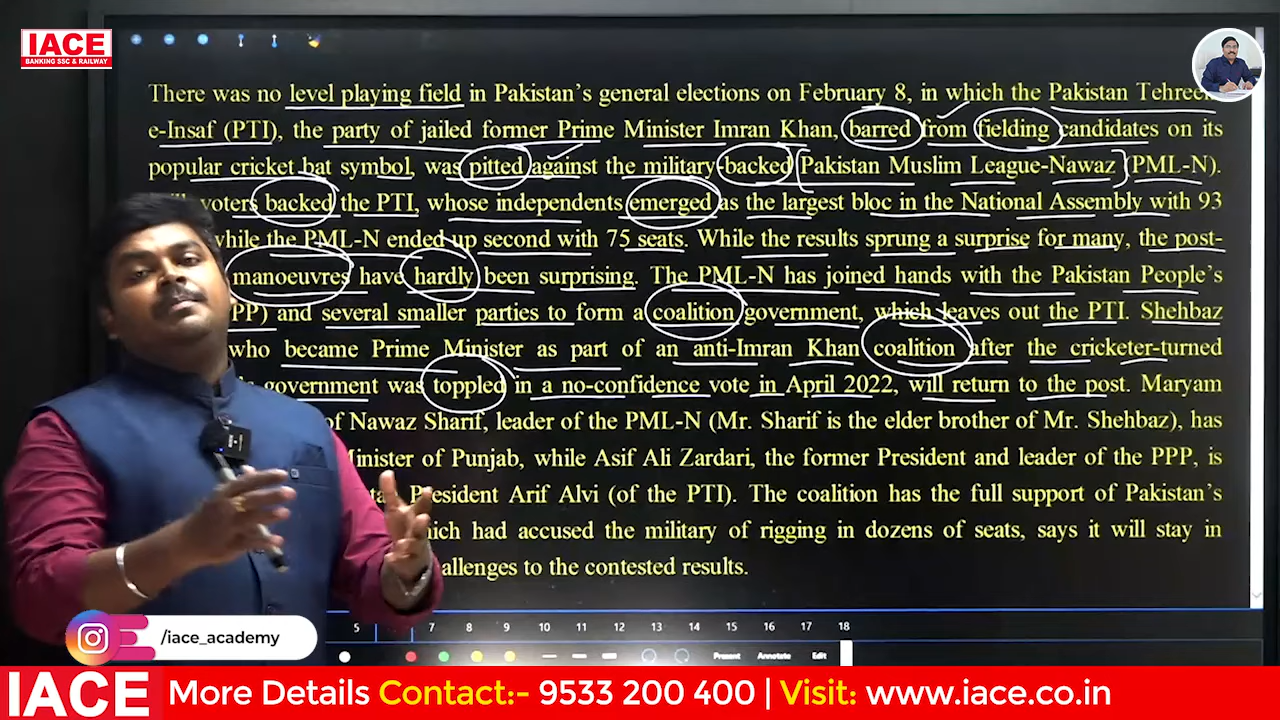 IACE
BANKING SSC & RAILWAY
There was no level playing field in Pakistan's general elections on February 8, in which the Pakistan
e-Insaf (PTI), the party of jailed former Prime Minister Imran Khan, barred from fielding candidates on its
popular cricket bat symbol, was pitted against the military-backed Pakistan Muslim League-Nawaz (PML-N).
voters backed the PTI, whose independents emerged as the largest bloc in the National Assembly with 93
while the PML-N ended up second with 75 seats. While the results sprung a surprise for many, the post-
manoeuvres have hardly been surprising. The PML-N has joined hands with the Pakistan People's
and several smaller parties to form a coalition government, which leaves out the PTI. Shehbaz
who became Prime Minister as part of an anti-Imran Khan coalition after the cricketer-turned
government was toppled in a no-confidence vote in April 2022, will return to the post. Maryam
of Nawaz Sharif, leader of the PML-N (Mr. Sharif is the elder brother of Mr. Shehbaz), has
Minister of Punjab, while Asif Ali Zardari, the former President and leader of the PPP, is
President Arif Alvi (of the PTI). The coalition has the full support of Pakistan's
which had accused the military of rigging in dozens of seats, says it will stay in
to the contested results.
5 7 8 9 10 11 12 13 14 15 16 17 18
Present Annotate Edit
/iace_academy
IACE More Details Contact:- 9533 200 400 | Visit: www.iace.co.in